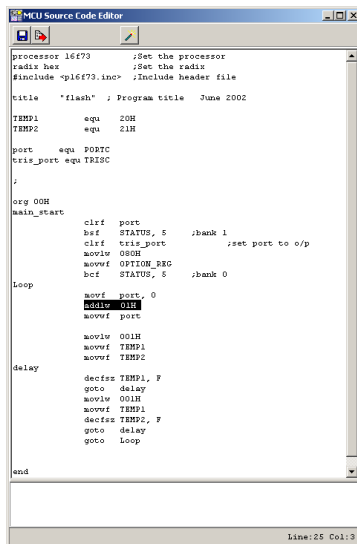 MCU Source Code Editor
processor 16f73 ;Set the processor
radix hex ;Set the radix
#include <p16f73.inc> ;Include header file
title "flash" ; Program title June 2002
TEMP1 equ 20H
TEMP2 equ 21H
port equ PORTC
tris_port equ TRISC
;
org 00H
main_start
clrf port
bsf STATUS, 5 ;bank 1
clrf tris_port ;set port to o/p
movlw 080H
movwf OPTION_REG
bcf STATUS, 5 ;bank 0
Loop
movf port, 0
addlw 01H
movwf port
movlw 001H
movwf TEMP1
movwf TEMP2
delay
decfsz TEMP1, F
goto delay
movlw 001H
movwf TEMP1
decfsz TEMP2, F
goto delay
goto Loop
end
Line:25 Col:3